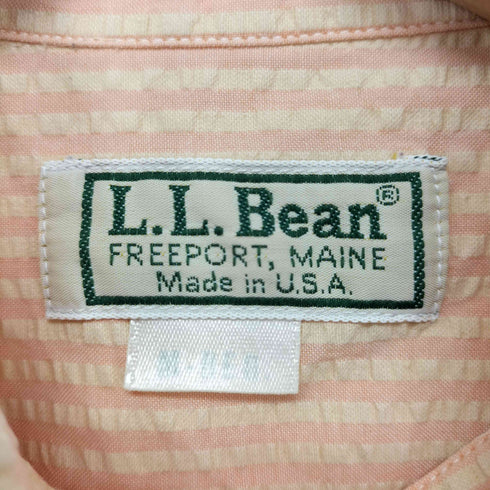 L.L.Bean®
FREEPORT, MAINE
Made in U.S.A.